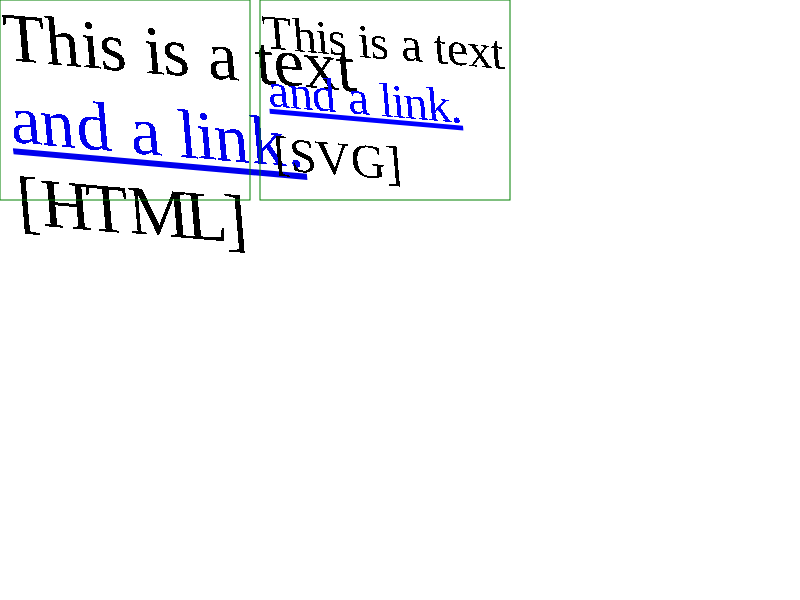 This is a text
and a link.
[HTML]
This is a text
and a link.
[SVG]